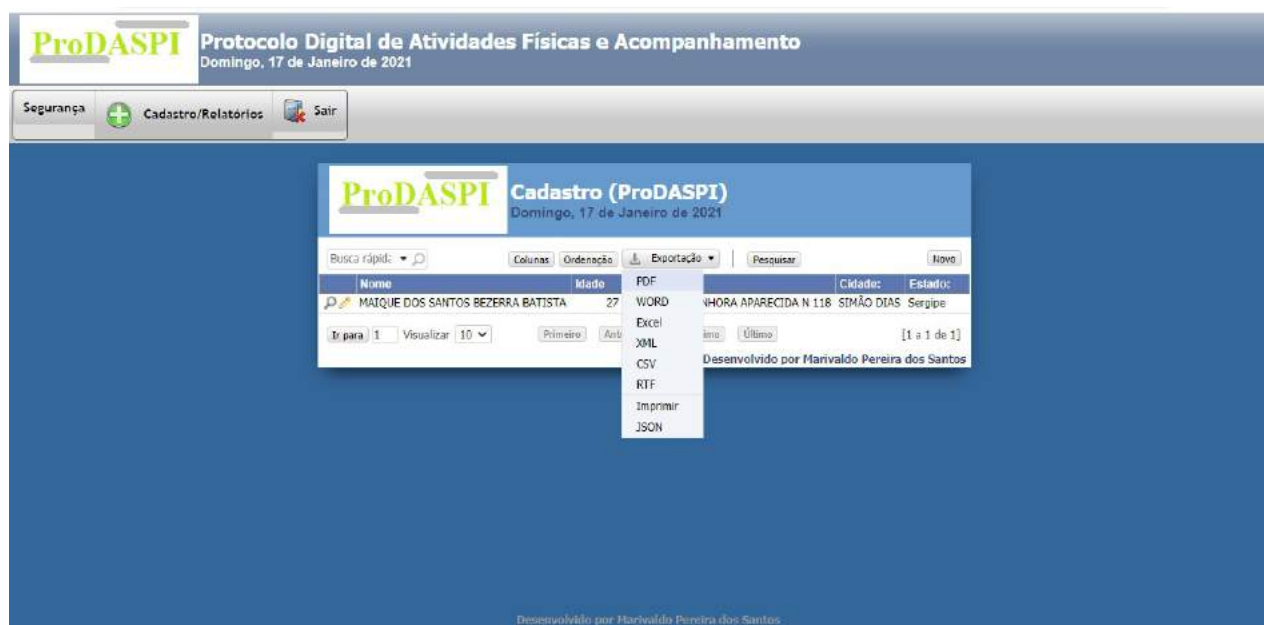 ProDASPI
Protocolo Digital de Atividades Físicas e Acompanhamento
Domingo, 17 de Janeiro de 2021
Segurança Cadastro/Relatórios Sair
ProDASPI
Cadastro (ProDASPI)
Domingo, 17 de Janeiro de 2021
Busca rápida Colunas Ordenação Exportação Pesquisar Novo
Nome Idade Cidade: Estado:
MAIQUE DOS SANTOS BEZERRA BATISTA 27 NHORA APARECIDA N 118 SIMÃO DIAS Sergipe
Ir para 1 Visualizar 10 Primeiro Último [1 a 1 de 1]
Desenvolvido por Marivaldo Pereira dos Santos
PDF
WORD
Excel
XML
CSV
RTF
Imprimir
JSON
Desenvolvido por Marivaldo Pereira dos Santos